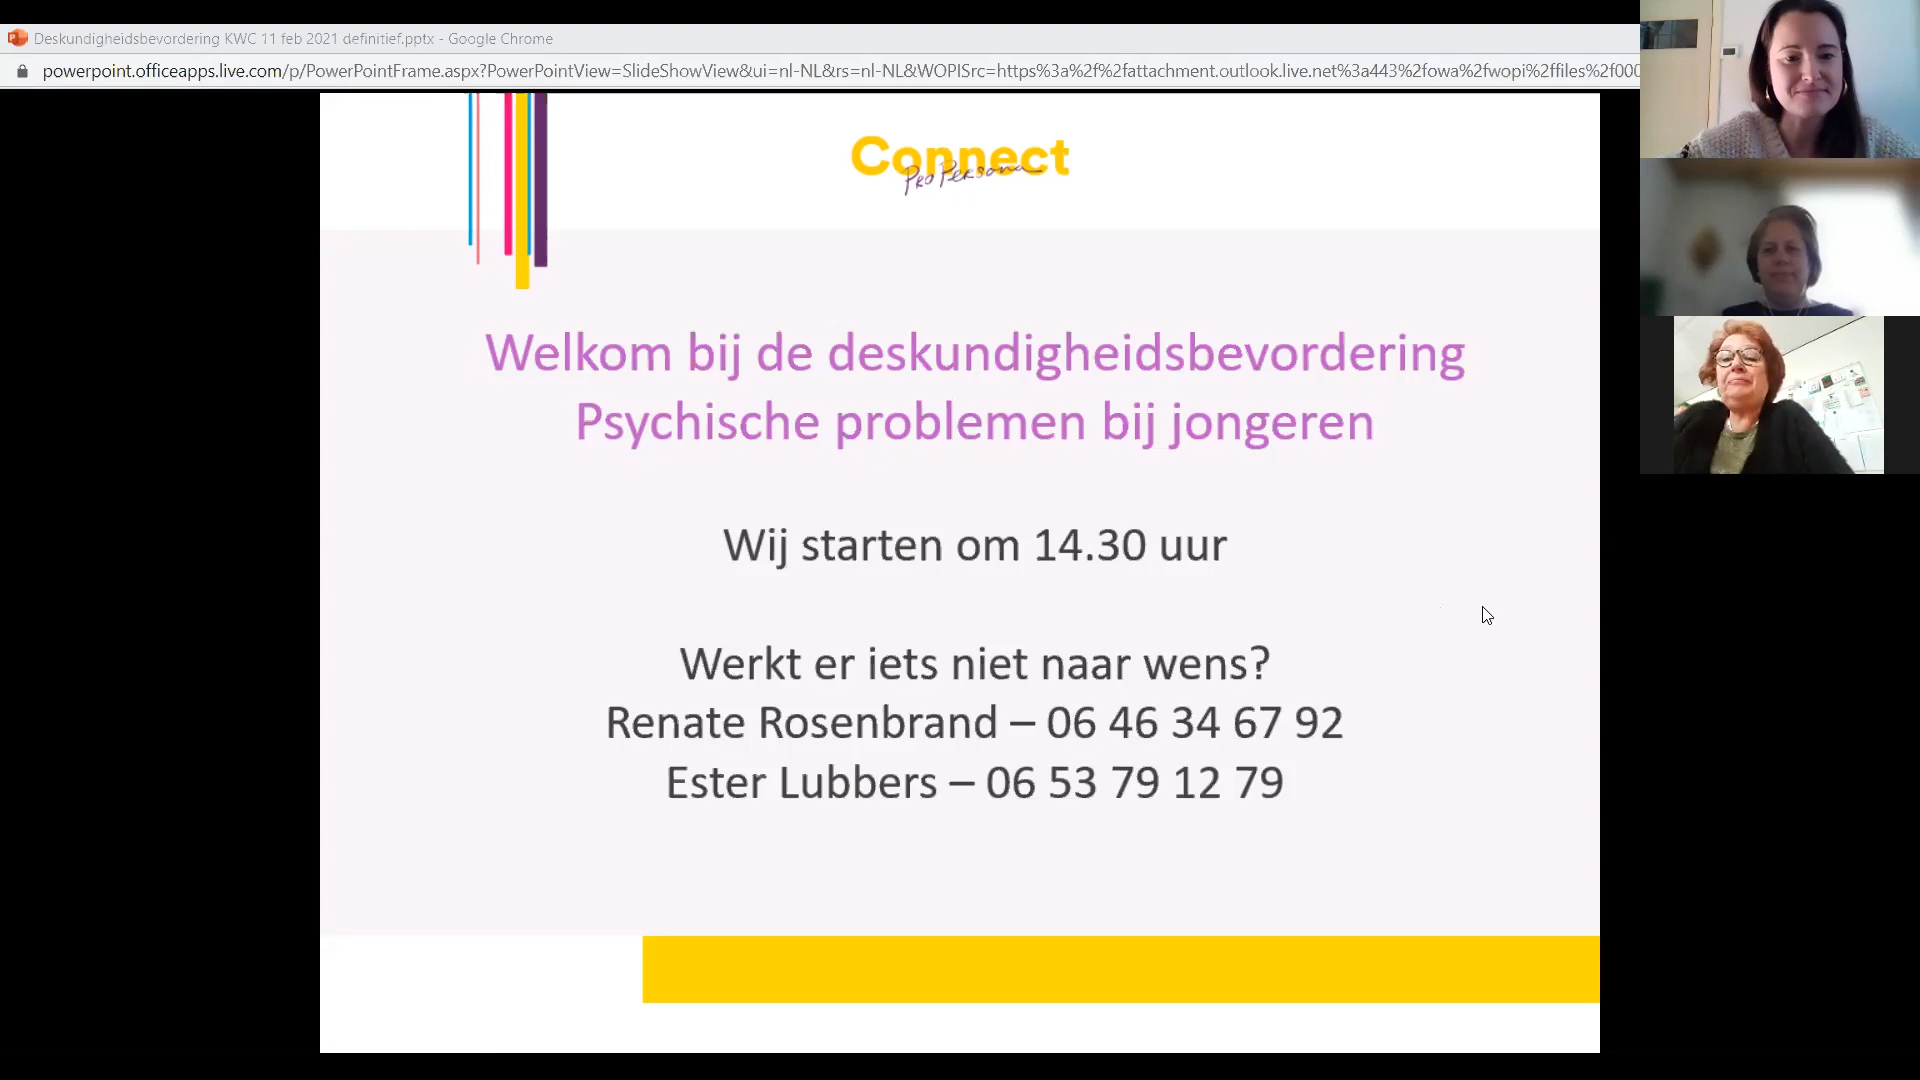 Deskundigheidsbevordering KWC 11 feb 2021 definitief.pptx - Google Chrome
powerpoint.officeapps.live.com/p/PowerPointFrame.aspx?PowerPointView=SlideShowView&ui=nl-NL&rs=nl-NL&WOPISrc=https%3a%2f%2fattachment.outlook.live.net%3a443%2fowa%2fwopi%2ffiles%2f000
Connect
ProPersona
Welkom bij de deskundigheidsbevordering
Psychische problemen bij jongeren
Wij starten om 14.30 uur
Werkt er iets niet naar wens?
Renate Rosenbrand – 06 46 34 67 92
Ester Lubbers – 06 53 79 12 79